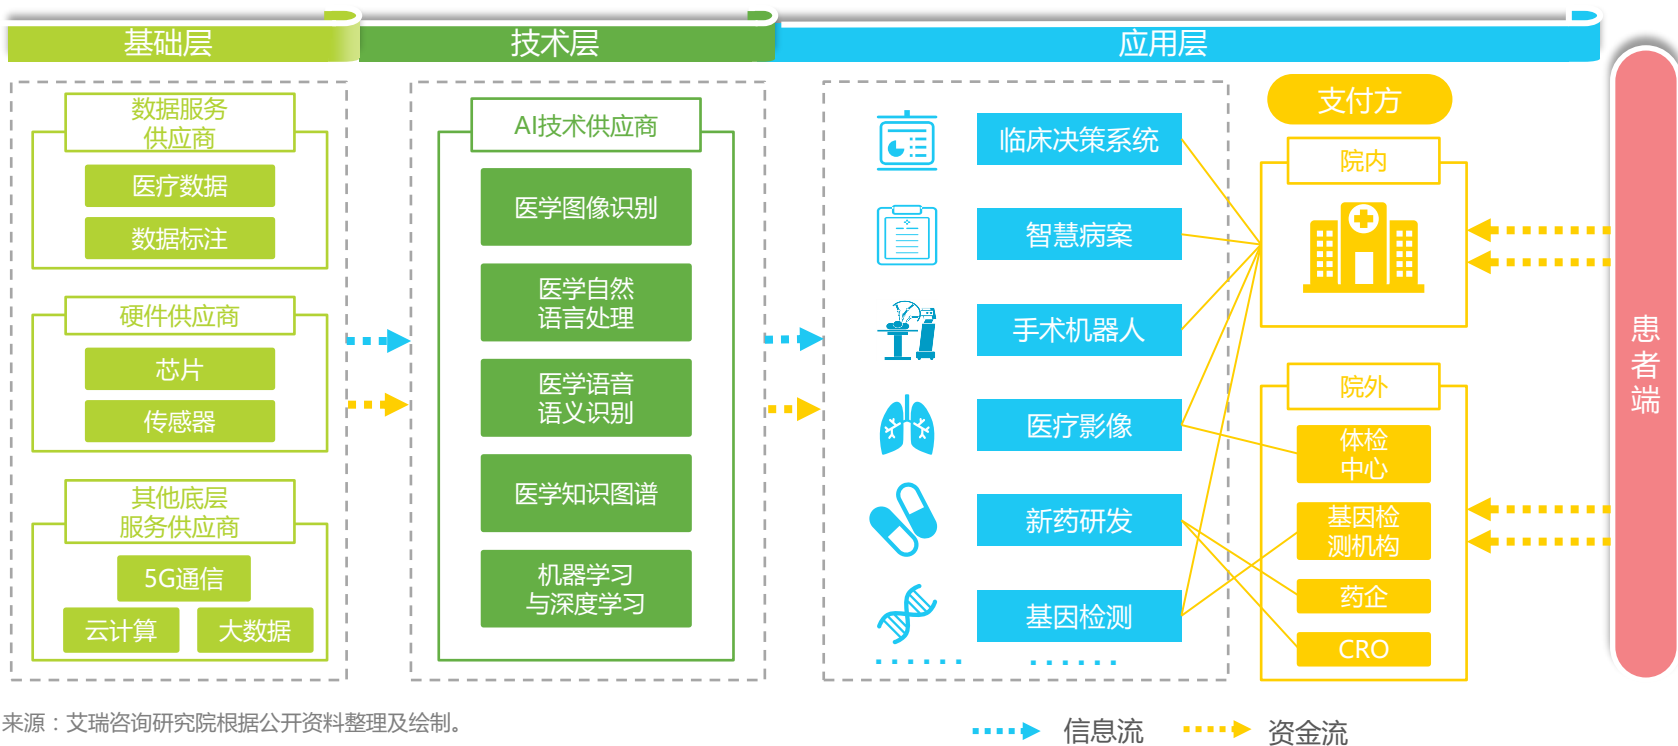 基础层
技术层
应用层
数据服务
供应商
医疗数据
数据标注
硬件供应商
芯片
传感器
其他底层
服务供应商
5G通信
云计算
大数据
AI技术供应商
医学图像识别
医学自然
语言处理
医学语音
语义识别
医学知识图谱
机器学习
与深度学习
临床决策系统
智慧病案
手术机器人
医疗影像
新药研发
基因检测
支付方
院内
院外
体检
中心
基因检
测机构
药企
CRO
患者端
来源：艾瑞咨询研究院根据公开资料整理及绘制。
信息流
资金流